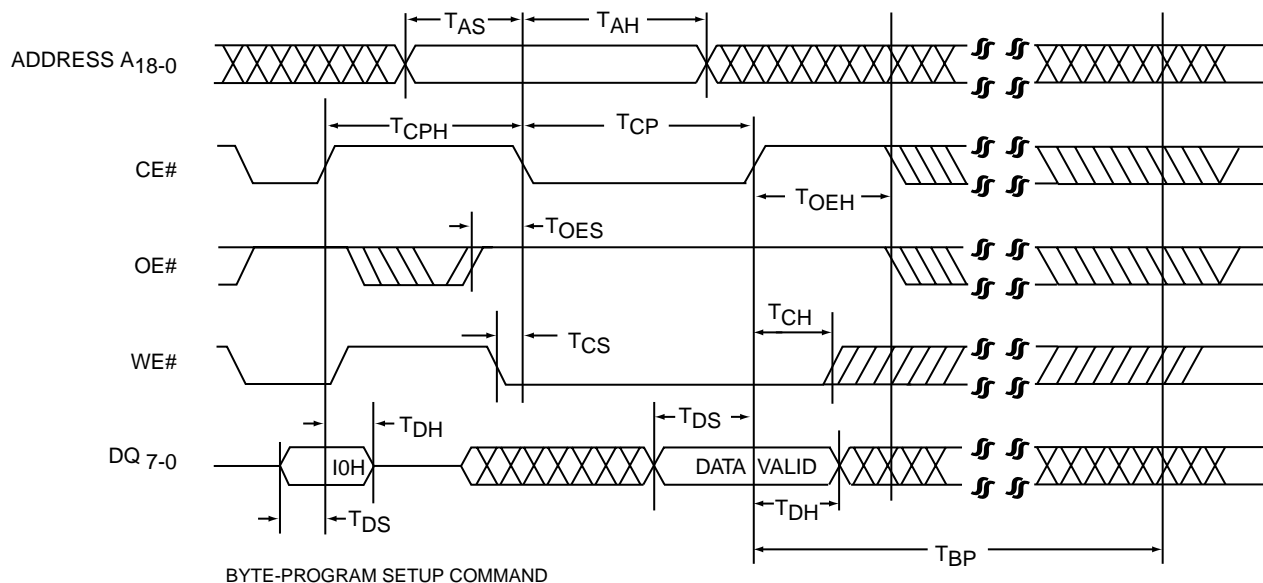 TAS TAH
ADDRESS A18-0
TCPH TCP
CE#
TOEH
TOES
OE#
TCH
TCS
WE#
TDH TDS
DQ 7-0 I0H DATA VALID
TDS TDH
TBP
BYTE-PROGRAM SETUP COMMAND